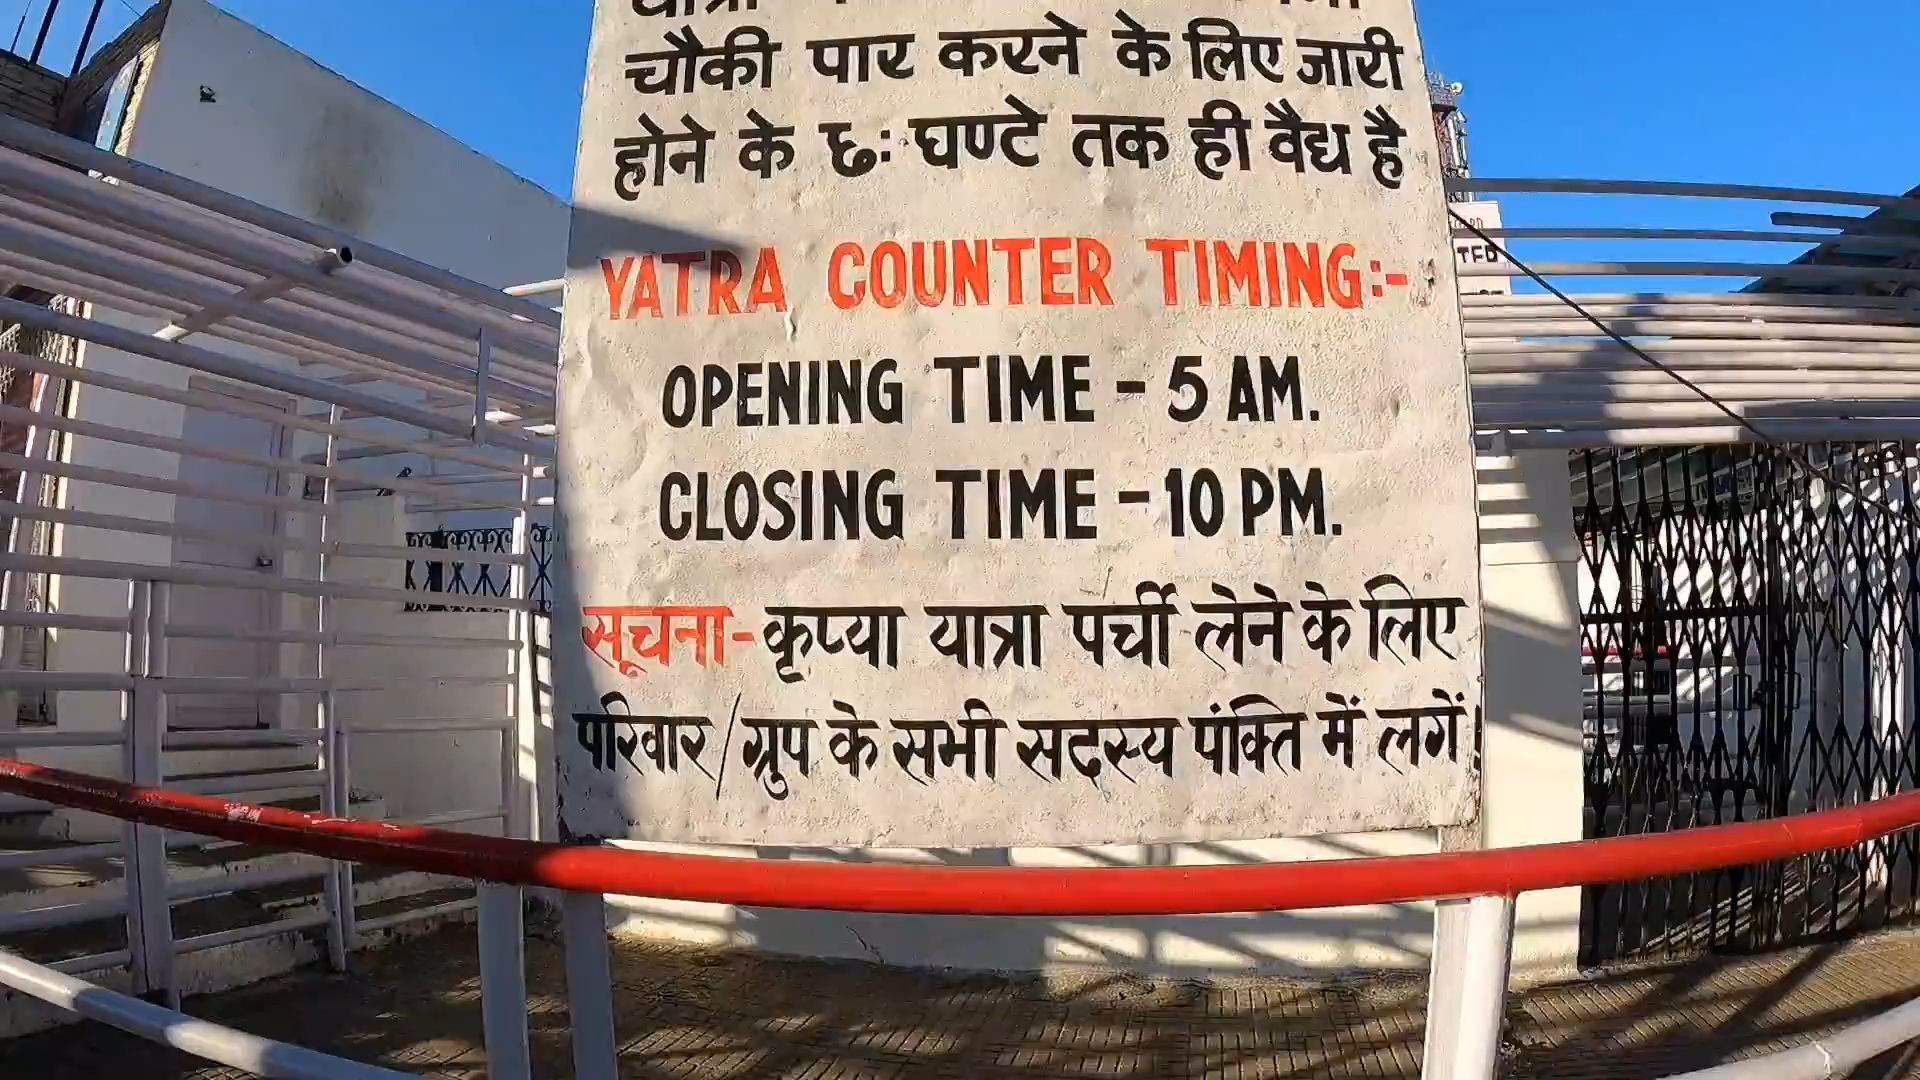 चौकी पार करने के लिए जारी
होने के छः घण्टे तक ही वैद्य है
YATRA COUNTER TIMING:-
TED
OPENING TIME - 5 AM.
CLOSING TIME - 10 PM.
सूचना- कृप्या यात्रा पर्ची लेने के लिए
परिवार/ग्रुप के सभी सदस्य पंक्ति में लगें!